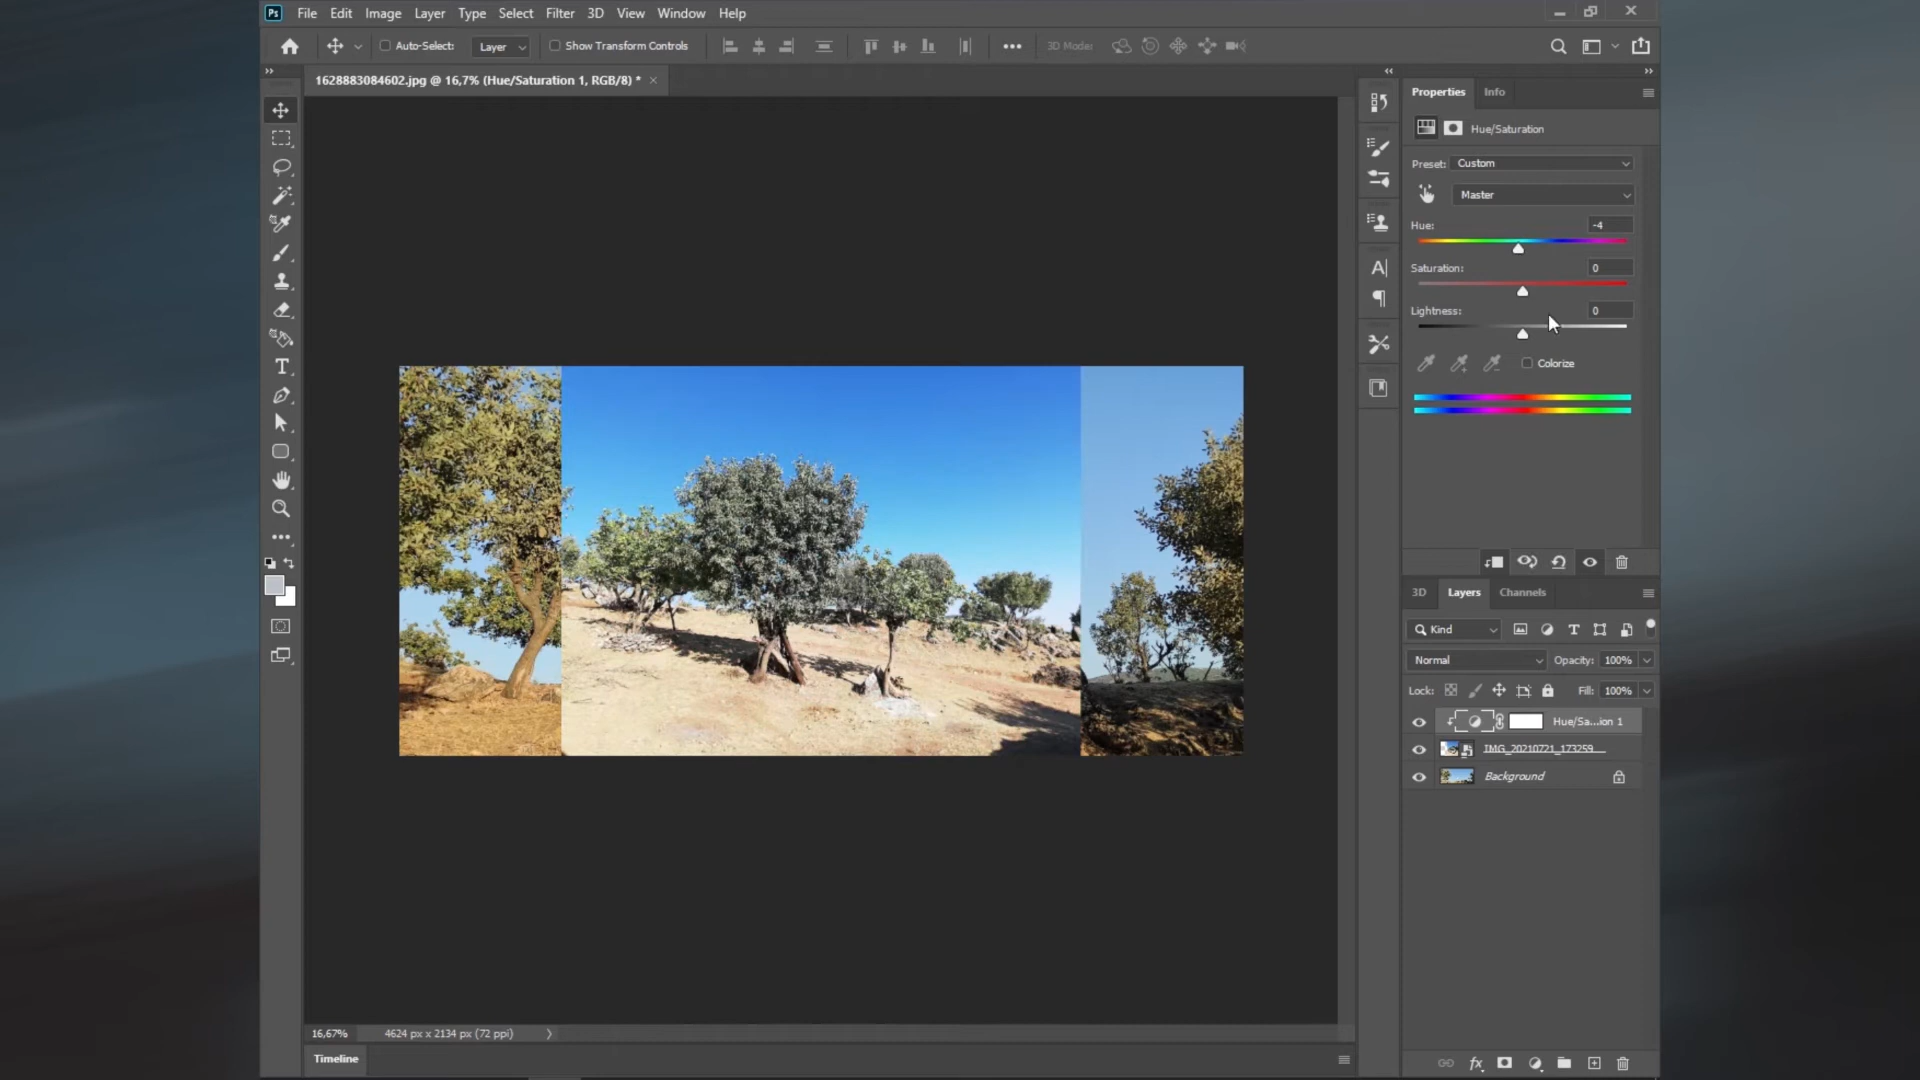 Ps File Edit Image Layer Type Select Filter 3D View Window Help
Auto-Select: Layer Show Transform Controls 3D Mode:
1628883084602.jpg @ 16,7% (Hue/Saturation 1, RGB/8) *
Properties Info
Hue/Saturation
Preset: Custom
Master
Hue: -4
Saturation: 0
Lightness: 0
Colorize
3D Layers Channels
Kind
Normal Opacity: 100%
Lock: Fill: 100%
Hue/Sa...ion 1
IMG_20210721_173259
Background
16,67% 4624 px x 2134 px (72 ppi)
Timeline